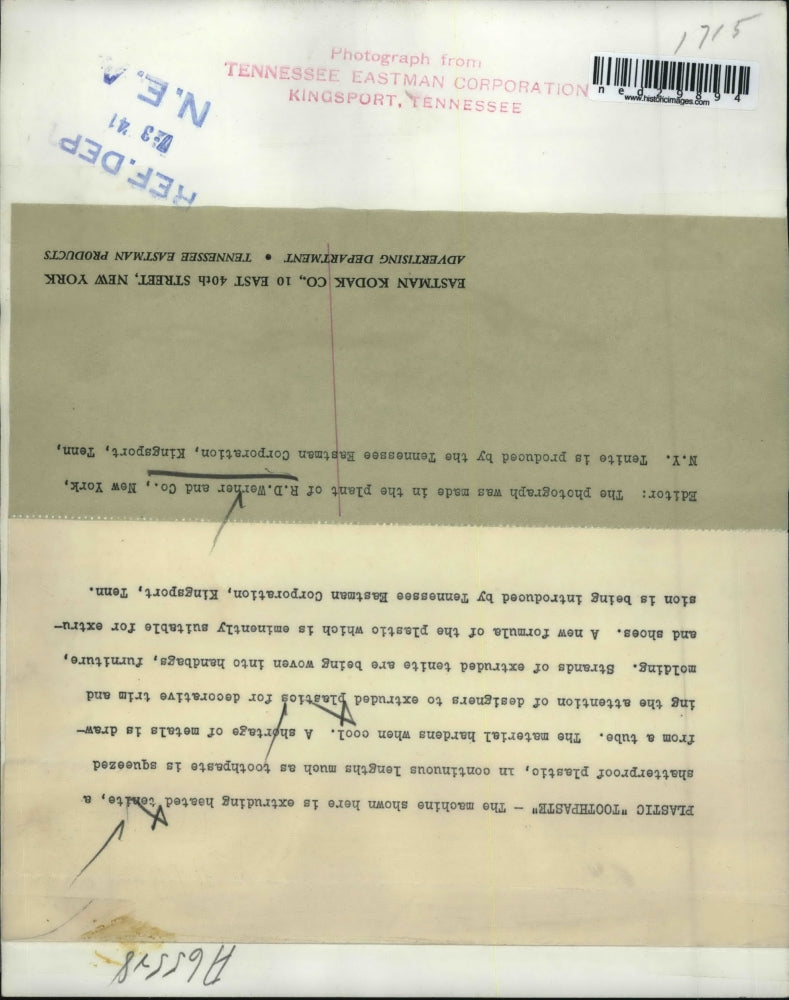 1715
Photograph from
TENNESSEE EASTMAN CORPORATION
KINGSPORT, TENNESSEE
ned29894
www.historicimages.com
REF. DEP
3 '41
N.E.A
PLASTIC "TOOTHPASTE" - The machine shown here is extruding heated tenite, a
shatterproof plastic, in continuous lengths much as toothpaste is squeezed
from a tube. The material hardens when cool. A shortage of metals is draw-
ing the attention of designers to extruded plastics for decorative trim and
molding. Strands of extruded tenite are being woven into handbags, furniture,
and shoes. A new formula of the plastic which is eminently suitable for extru-
sion is being introduced by Tennessee Eastman Corporation, Kingsport, Tenn.
Editor: The photograph was made in the plant of R.D.Werner and Co., New York,
N.Y. Tenite is produced by the Tennessee Eastman Corporation, Kingsport, Tenn,
EASTMAN KODAK CO., 10 EAST 40th STREET, NEW YORK
ADVERTISING DEPARTMENT • TENNESSEE EASTMAN PRODUCTS